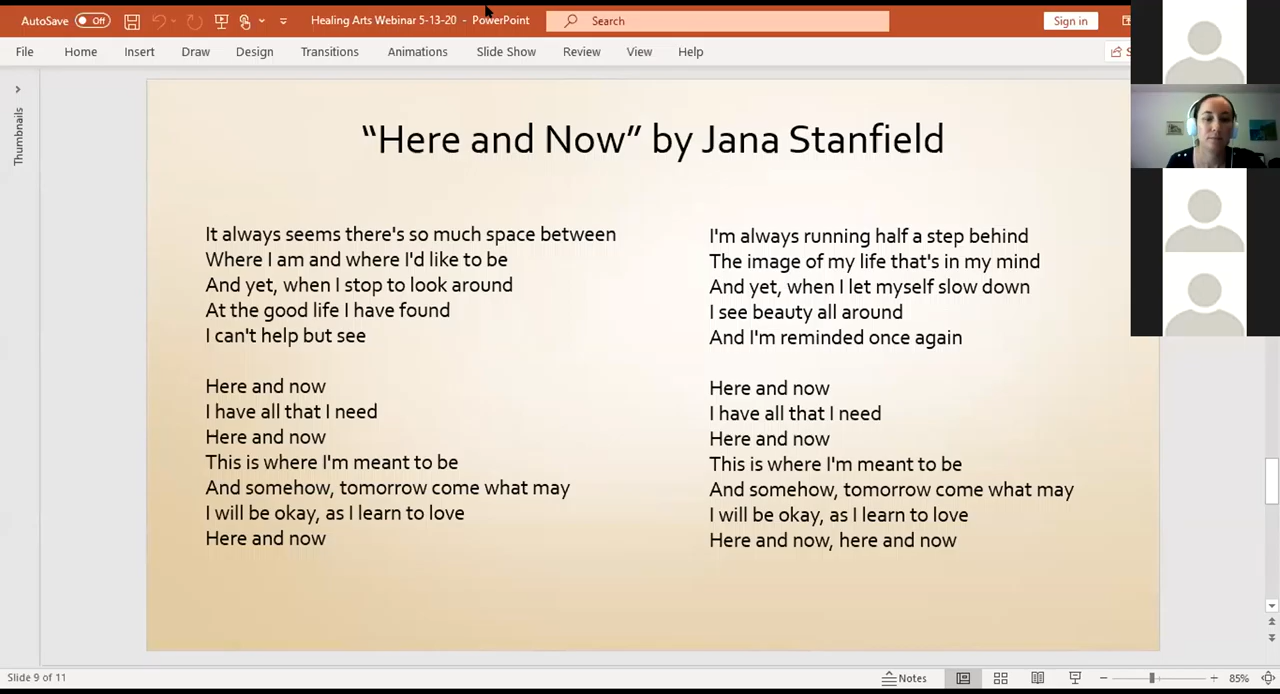 AutoSave Off Healing Arts Webinar 5-13-20 - PowerPoint Search Sign in
File Home Insert Draw Design Transitions Animations Slide Show Review View Help S
Thumbnails
“Here and Now” by Jana Stanfield
It always seems there's so much space between
Where I am and where I'd like to be
And yet, when I stop to look around
At the good life I have found
I can't help but see
Here and now
I have all that I need
Here and now
This is where I'm meant to be
And somehow, tomorrow come what may
I will be okay, as I learn to love
Here and now
I'm always running half a step behind
The image of my life that's in my mind
And yet, when I let myself slow down
I see beauty all around
And I'm reminded once again
Here and now
I have all that I need
Here and now
This is where I'm meant to be
And somehow, tomorrow come what may
I will be okay, as I learn to love
Here and now, here and now
Slide 9 of 11 Notes 85%